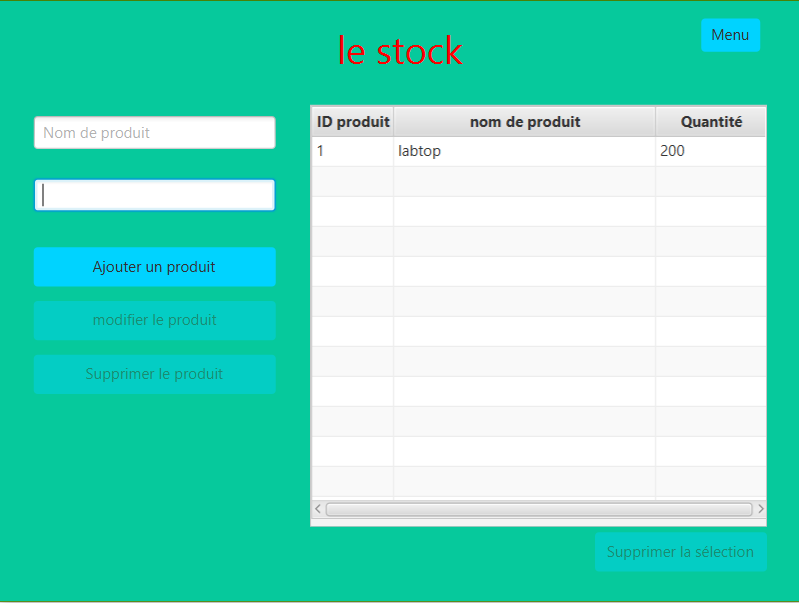 le stock
Menu
Nom de produit
Ajouter un produit
modifier le produit
Supprimer le produit
ID produit nom de produit Quantité
1 labtop 200
Supprimer la sélection